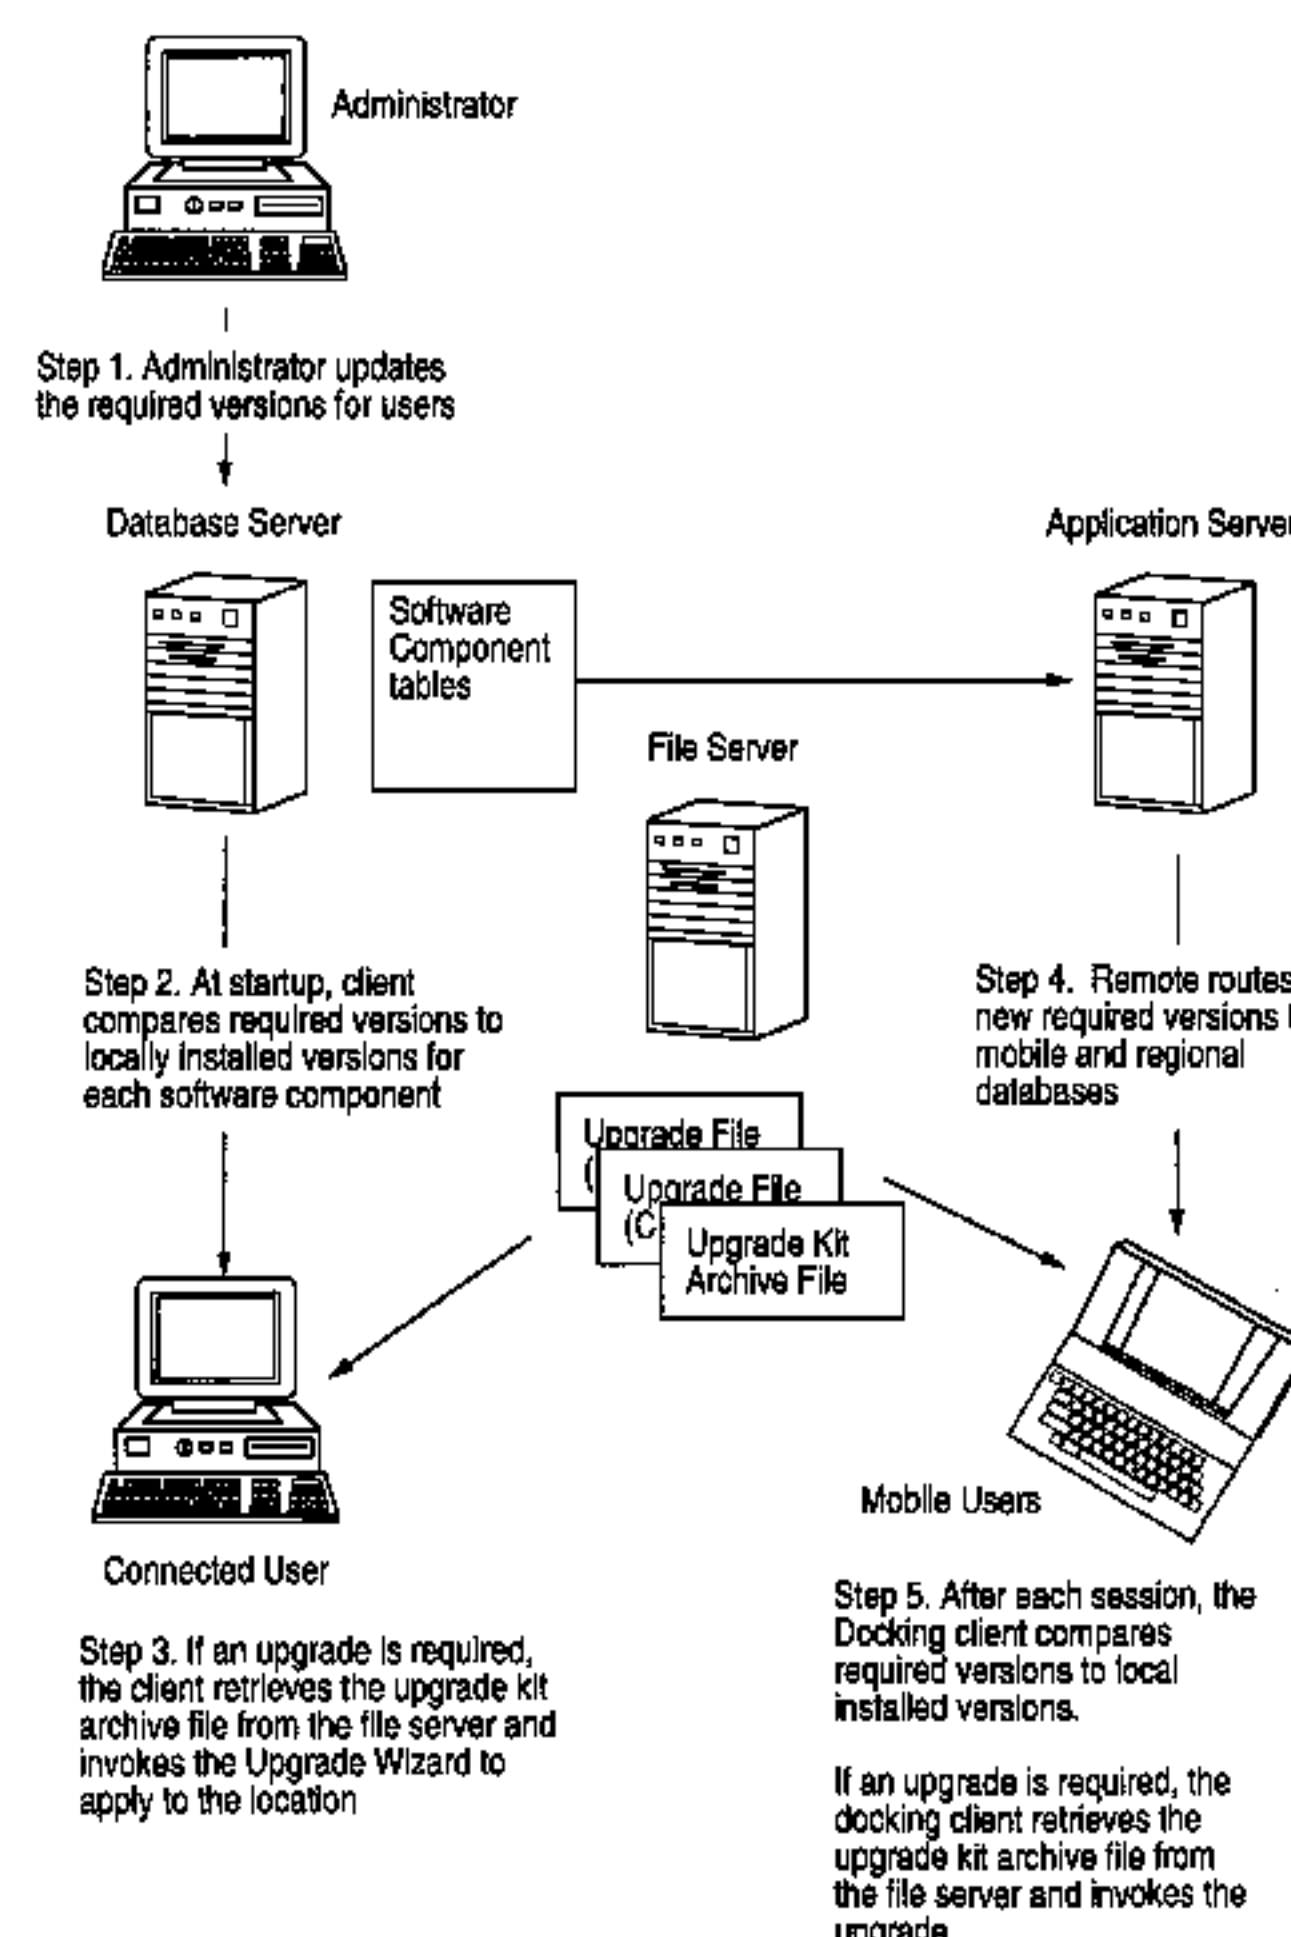 Administrator
Step 1. Administrator updates
the required versions for users
Database Server
Application Server
Software
Component
tables
File Server
Step 2. At startup, client
compares required versions to
locally installed versions for
each software component
Step 4. Remote routes
new required versions
mobile and regional
databases
Upgrade File
(
Upgrade File
(C
Upgrade Kit
Archive File
Mobile Users
Connected User
Step 3. If an upgrade is required,
the client retrieves the upgrade kit
archive file from the file server and
invokes the Upgrade Wizard to
apply to the location
Step 5. After each session, the
Docking client compares
required versions to local
installed versions.
If an upgrade is required, the
docking client retrieves the
upgrade kit archive file from
the file server and invokes the
upgrade